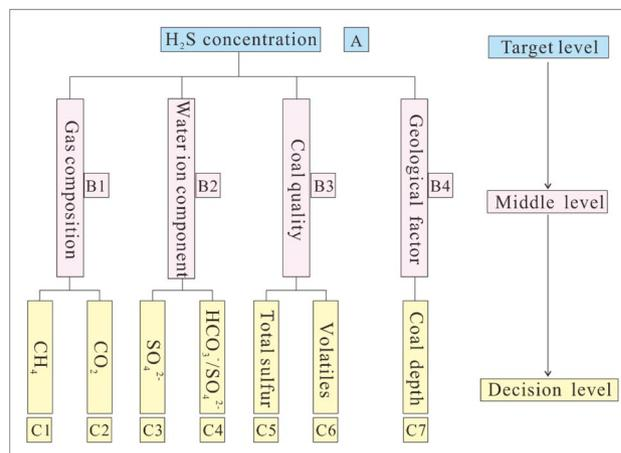 H₂S concentration
A
Target level
Gas composition
B1
Water ion component
B2
Coal quality
B3
Geological factor
B4
Middle level
CH₄
CO₂
SO₄²⁻
HCO₃⁻/SO₄²⁻
Total sulfur
Volatiles
Coal depth
Decision level
C1
C2
C3
C4
C5
C6
C7